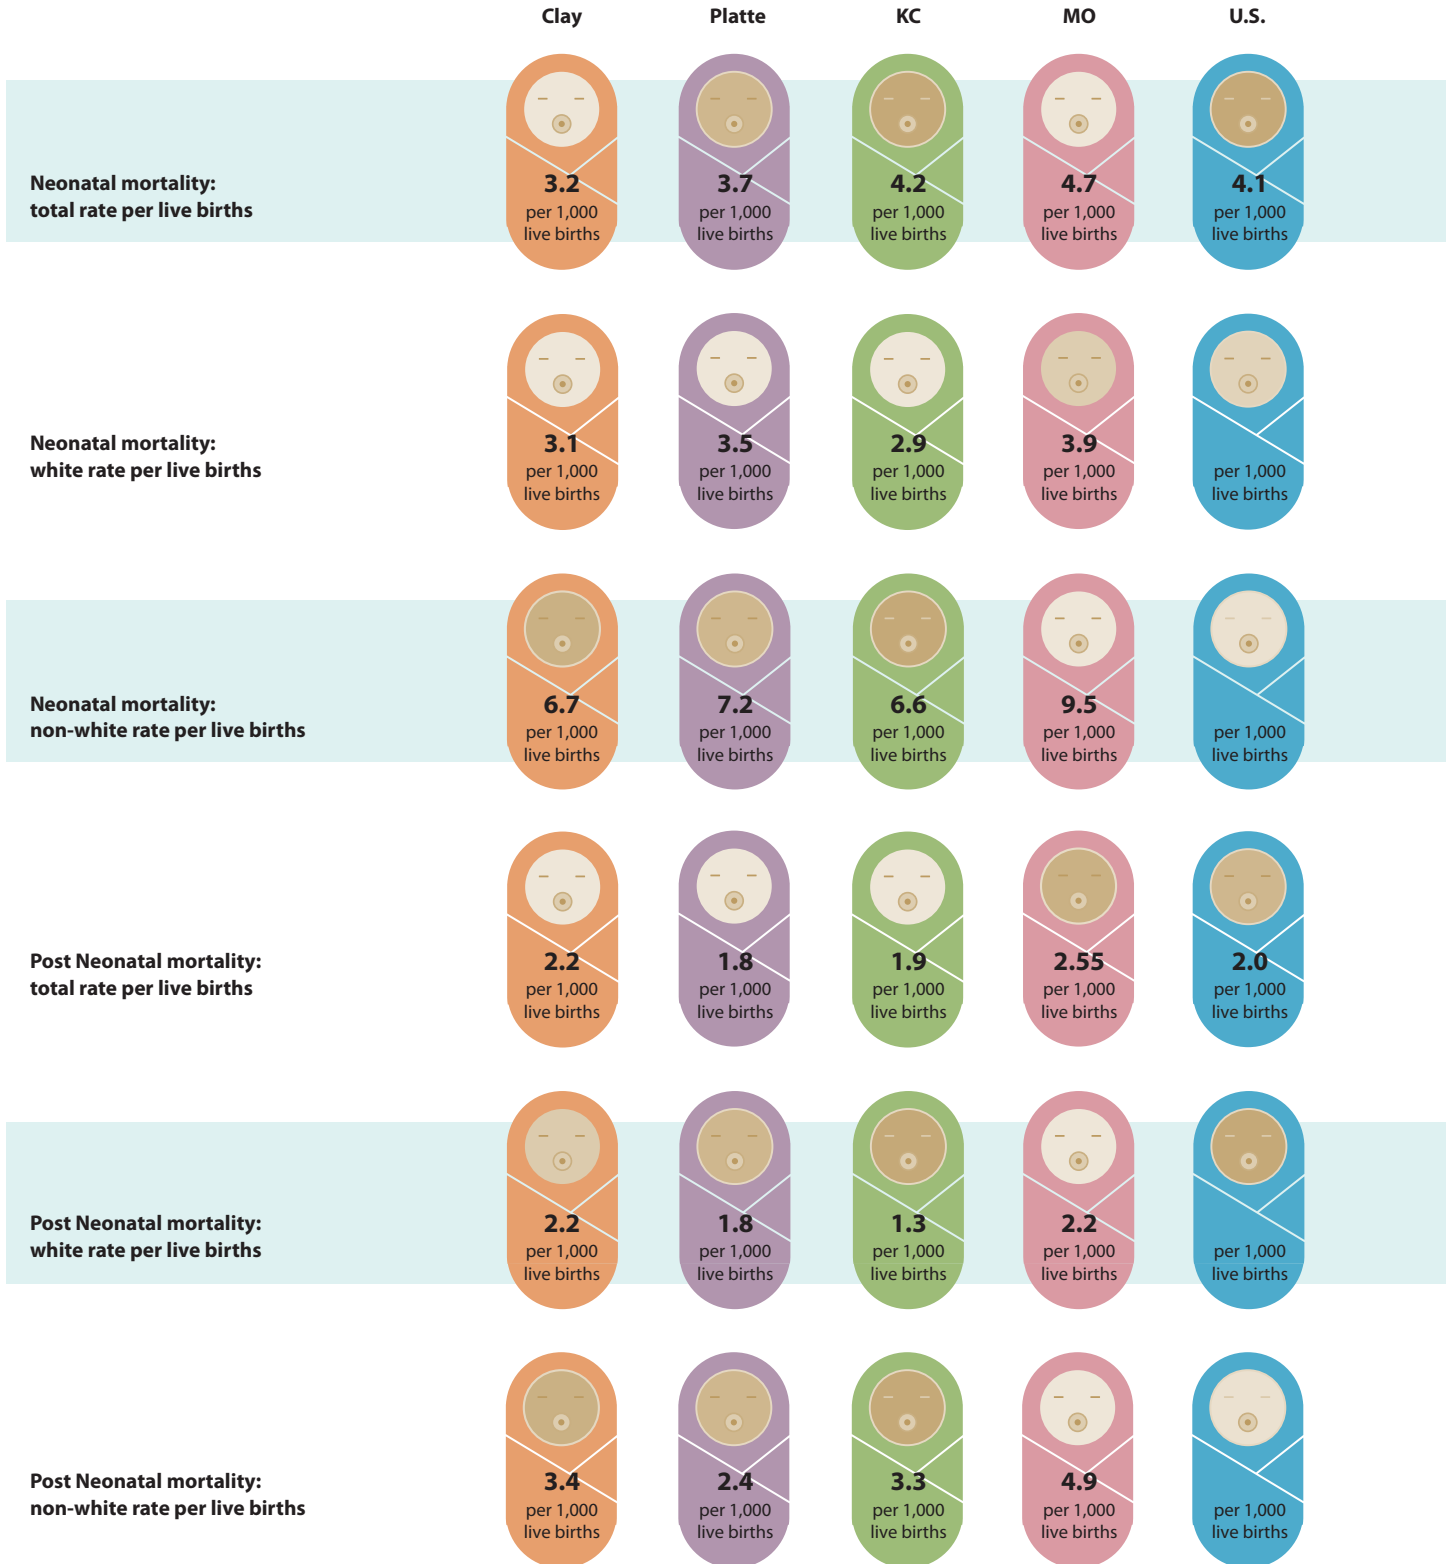 Clay Platte KC MO U.S.
Neonatal mortality:
total rate per live births
3.2 3.7 4.2 4.7 4.1
per 1,000 per 1,000 per 1,000 per 1,000 per 1,000
live births live births live births live births live births
Neonatal mortality:
white rate per live births
3.1 3.5 2.9 3.9
per 1,000 per 1,000 per 1,000 per 1,000 per 1,000
live births live births live births live births live births
Neonatal mortality:
non-white rate per live births
6.7 7.2 6.6 9.5
per 1,000 per 1,000 per 1,000 per 1,000 per 1,000
live births live births live births live births live births
Post Neonatal mortality:
total rate per live births
2.2 1.8 1.9 2.55 2.0
per 1,000 per 1,000 per 1,000 per 1,000 per 1,000
live births live births live births live births live births
Post Neonatal mortality:
white rate per live births
2.2 1.8 1.3 2.2
per 1,000 per 1,000 per 1,000 per 1,000 per 1,000
live births live births live births live births live births
Post Neonatal mortality:
non-white rate per live births
3.4 2.4 3.3 4.9
per 1,000 per 1,000 per 1,000 per 1,000 per 1,000
live births live births live births live births live births